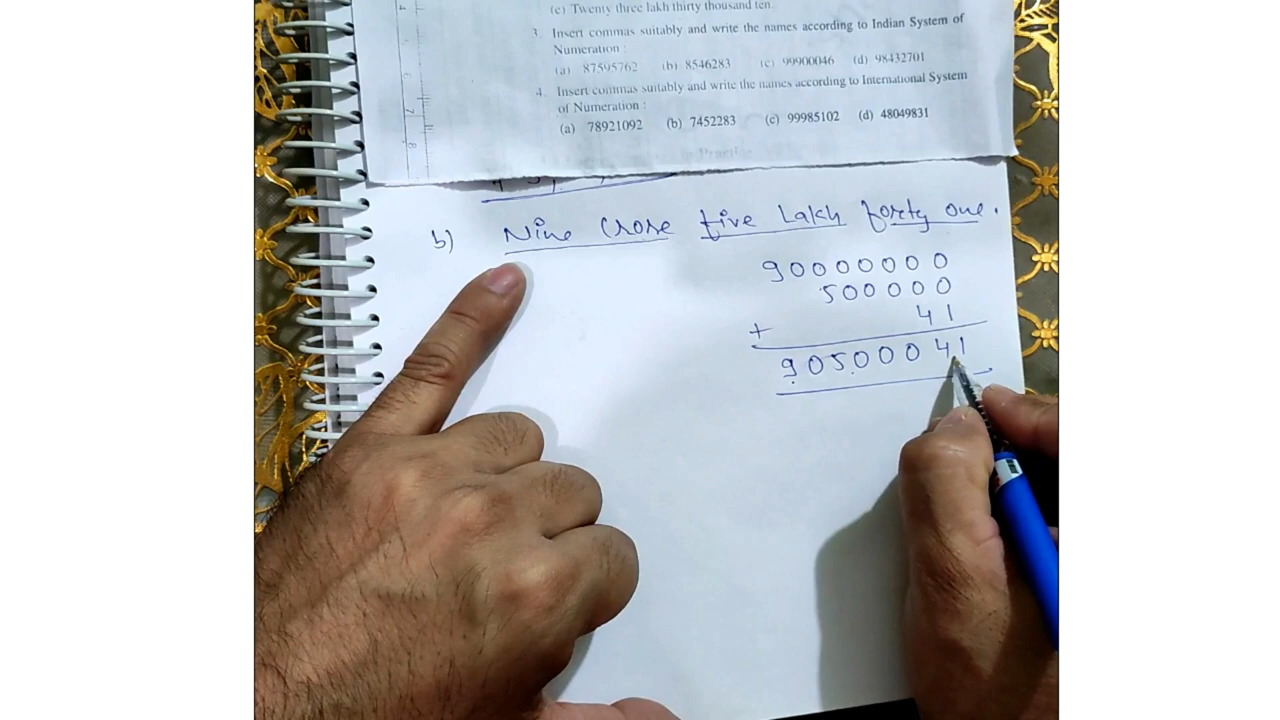 (e) Twenty three lakh thirty thousand ten.
3. Insert commas suitably and write the names according to Indian System of
Numeration :
(a) 87595762 (b) 8546283 (c) 99900046 (d) 98432701
4. Insert commas suitably and write the names according to International System
of Numeration :
(a) 78921092 (b) 7452283 (c) 99985102 (d) 48049831
b) Nine Crore five Lakh forty one.
90000000
500000
41
+
90500041